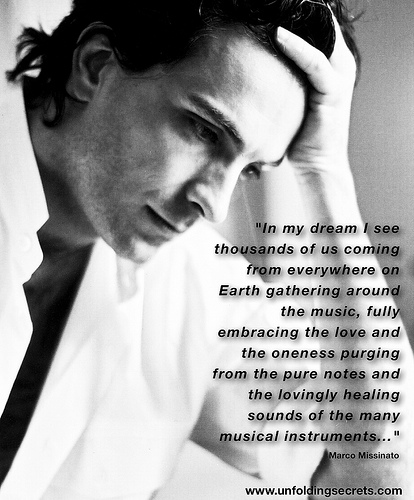 "In my dream I see
thousands of us coming
from everywhere on
Earth gathering around
the music, fully
embracing the love and
the oneness purging
from the pure notes and
the lovingly healing
sounds of the many
musical instruments..."
Marco Missinato
www.unfoldingsecrets.com